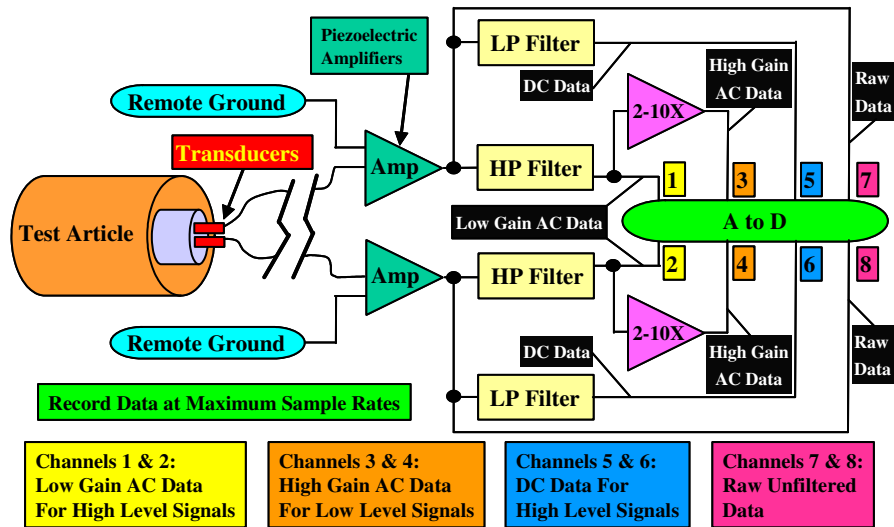 Piezoelectric
Amplifiers
LP Filter
DC Data
High Gain
AC Data
Raw
Data
Remote Ground
2-10X
Transducers
Amp
HP Filter
1
3
5
7
Test Article
Low Gain AC Data
A to D
2
4
6
8
Amp
HP Filter
2-10X
Remote Ground
DC Data
High Gain
AC Data
Raw
Data
LP Filter
Record Data at Maximum Sample Rates
Channels 1 & 2:
Low Gain AC Data
For High Level Signals
Channels 3 & 4:
High Gain AC Data
For Low Level Signals
Channels 5 & 6:
DC Data For
High Level Signals
Channels 7 & 8:
Raw Unfiltered
Data